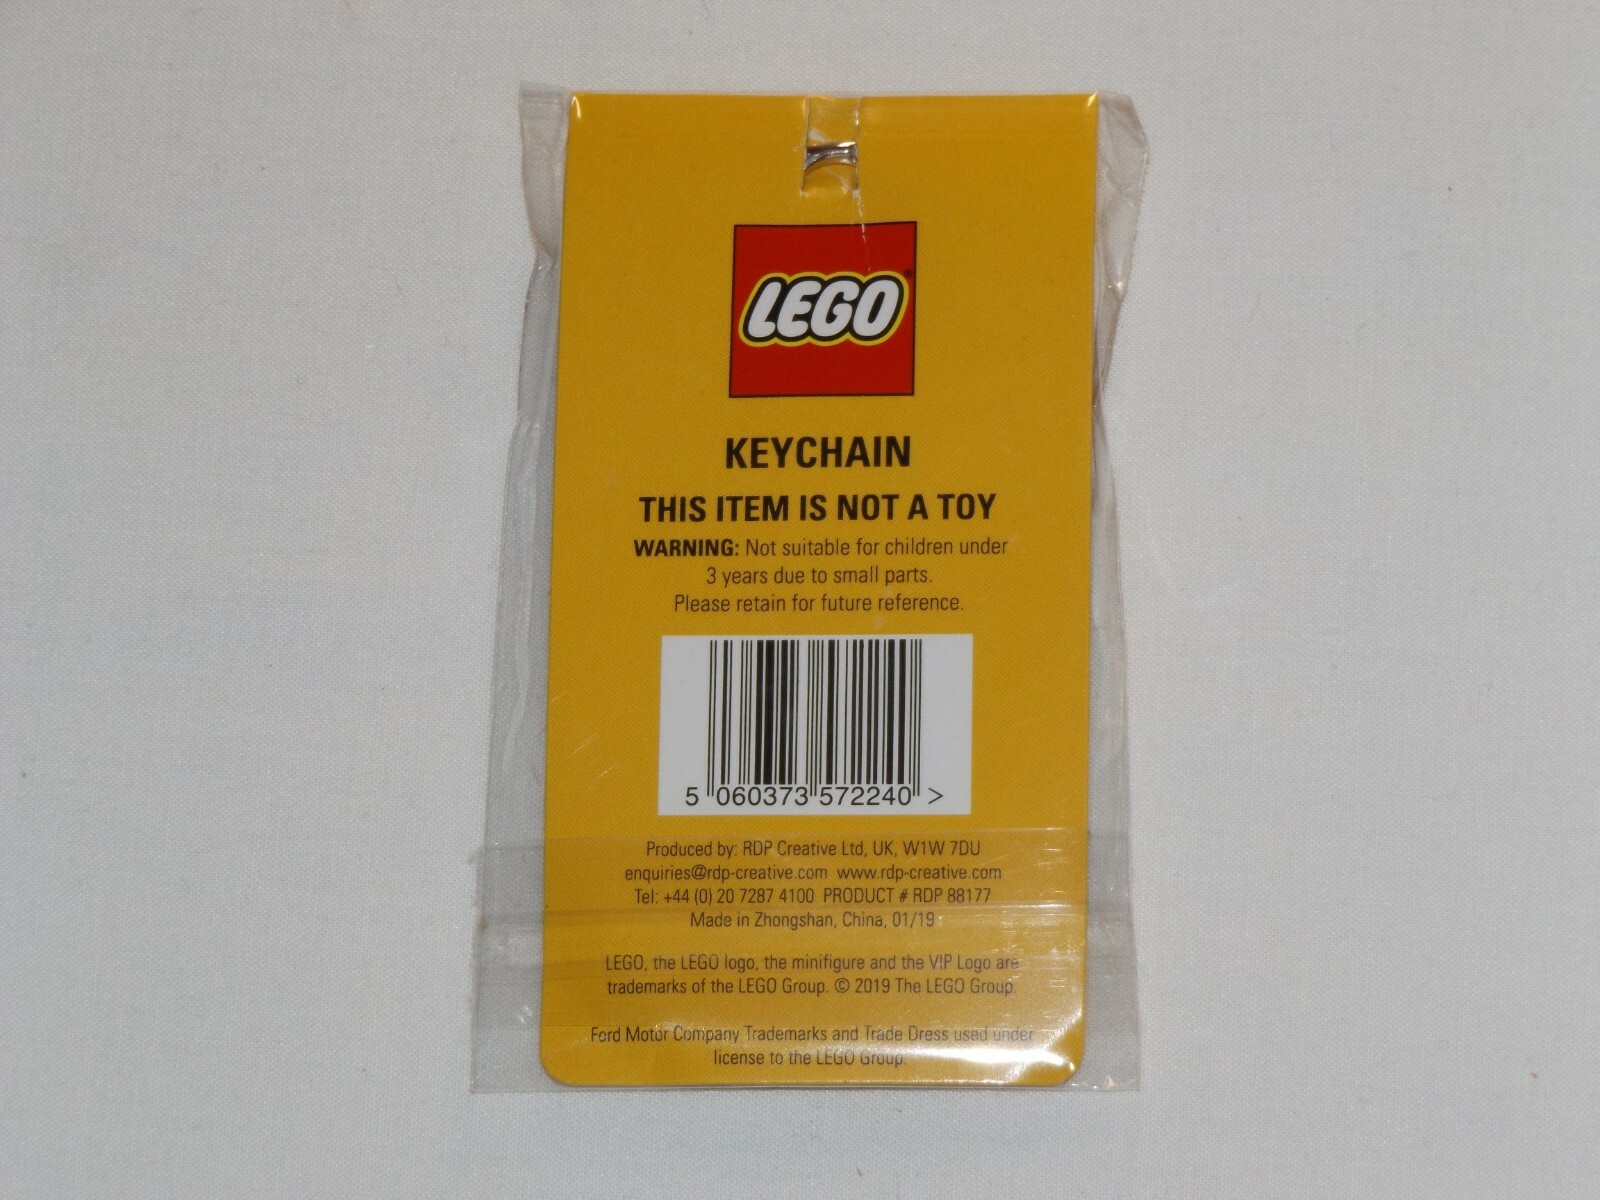 LEGO®
KEYCHAIN
THIS ITEM IS NOT A TOY
WARNING: Not suitable for children under
3 years due to small parts.
Please retain for future reference.
5 060373 572240 >
Produced by: RDP Creative Ltd, UK, W1W 7DU
enquiries@rdp-creative.com www.rdp-creative.com
Tel: +44 (0) 20 7287 4100 PRODUCT # RDP 88177
Made in Zhongshan, China, 01/19
LEGO, the LEGO logo, the minifigure and the VIP Logo are
trademarks of the LEGO Group. © 2019 The LEGO Group.
Ford Motor Company Trademarks and Trade Dress used under
license to the LEGO Group.